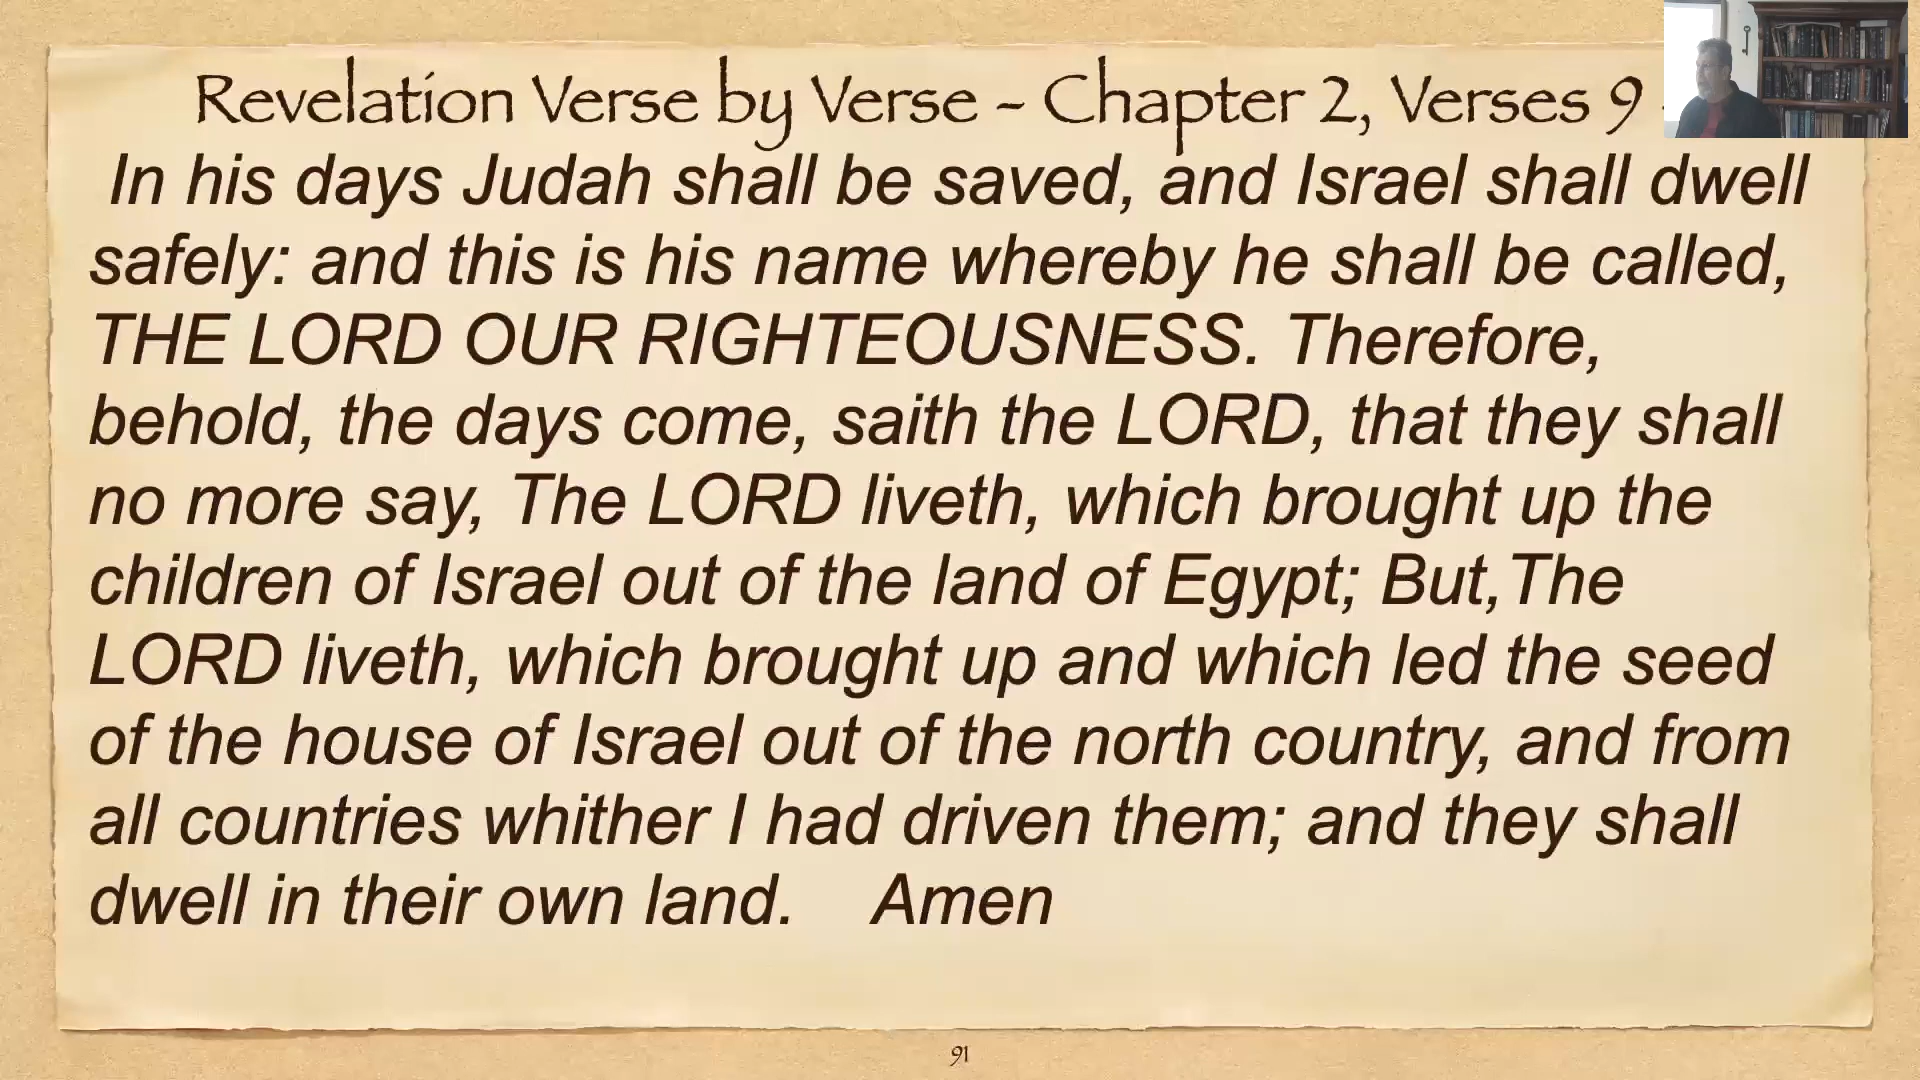 Revelation Verse by Verse - Chapter 2, Verses 9
In his days Judah shall be saved, and Israel shall dwell
safely: and this is his name whereby he shall be called,
THE LORD OUR RIGHTEOUSNESS. Therefore,
behold, the days come, saith the LORD, that they shall
no more say, The LORD liveth, which brought up the
children of Israel out of the land of Egypt; But,The
LORD liveth, which brought up and which led the seed
of the house of Israel out of the north country, and from
all countries whither I had driven them; and they shall
dwell in their own land. Amen
91